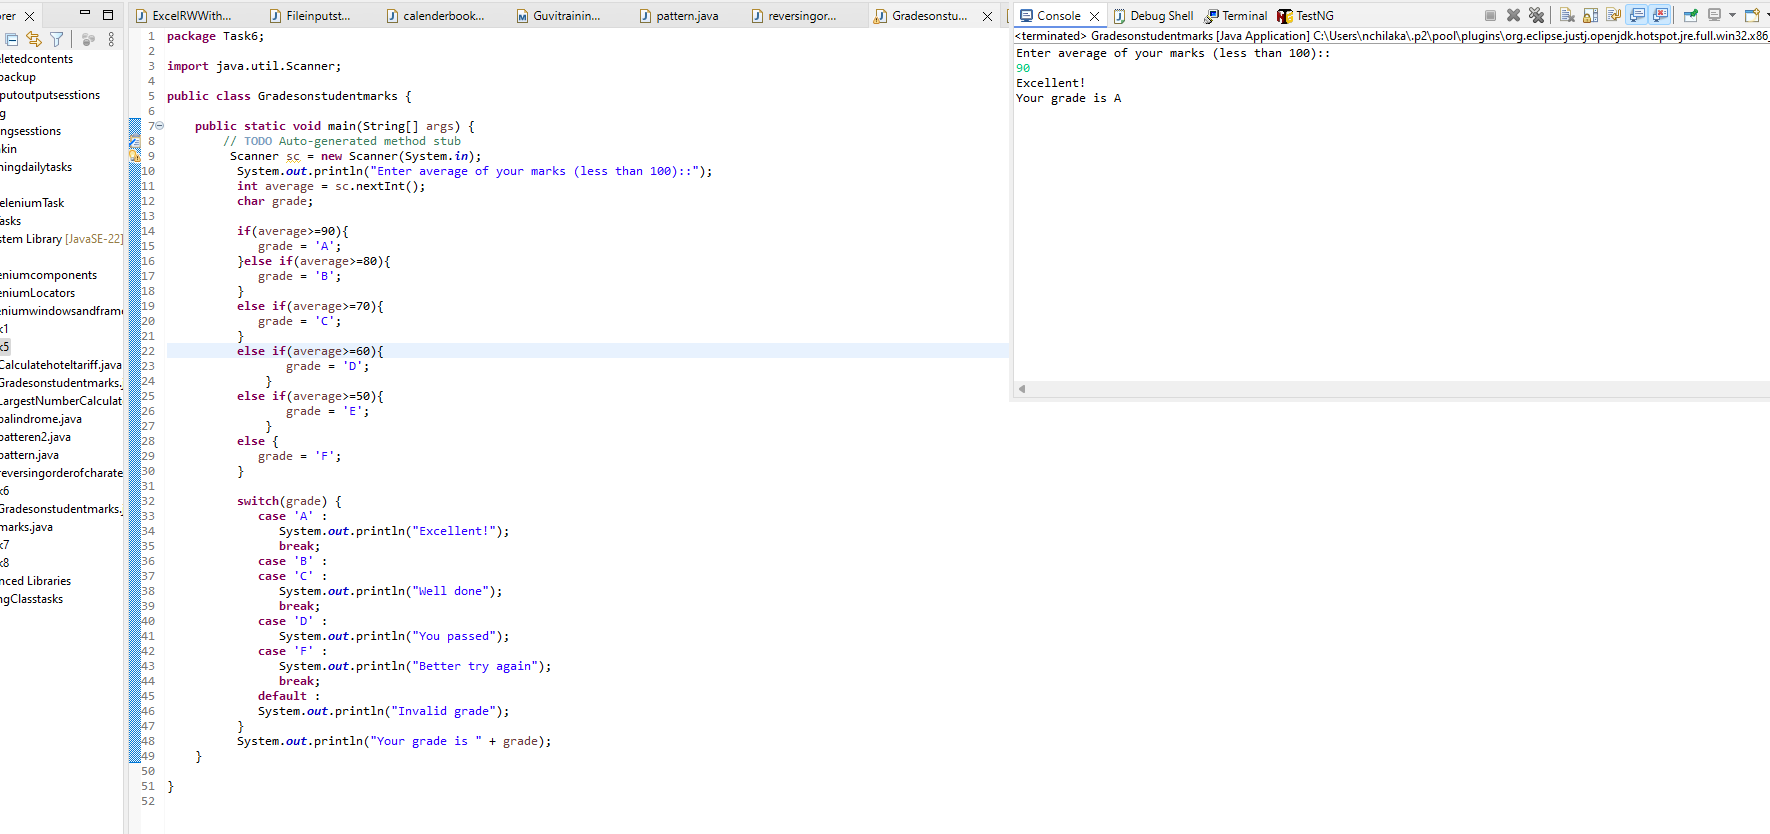 ExcelRWWith...
Fileinputst...
calenderbook...
Guvitrainin...
pattern.java
reversingor...
Gradesonstu...
eletedcontents
backup
putoutputsesstions
g
ngsesstions
kin
ningdailytasks
eleniumTask
asks
stem Library [JavaSE-22]
eniumcomponents
eniumLocators
eniumwindowsandframe
k1
k5
Calculatehoteltariff.java
Gradesonstudentmarks.
LargestNumberCalculat
palindrome.java
patteren2.java
pattern.java
reversingorderofcharate
k6
Gradesonstudentmarks.
marks.java
k7
k8
nced Libraries
ngClasstasks
1 package Task6;
2
3 import java.util.Scanner;
4
5 public class Gradesonstudentmarks {
6
7 public static void main(String[] args) {
8 // TODO Auto-generated method stub
9 Scanner sc = new Scanner(System.in);
10 System.out.println("Enter average of your marks (less than 100)::");
11 int average = sc.nextInt();
12 char grade;
13
14 if(average>=90){
15 grade = 'A';
16 }else if(average>=80){
17 grade = 'B';
18 }
19 else if(average>=70){
20 grade = 'C';
21 }
22 else if(average>=60){
23 grade = 'D';
24 }
25 else if(average>=50){
26 grade = 'E';
27 }
28 else {
29 grade = 'F';
30 }
31
32 switch(grade) {
33 case 'A' :
34 System.out.println("Excellent!");
35 break;
36 case 'B' :
37 case 'C' :
38 System.out.println("Well done");
39 break;
40 case 'D' :
41 System.out.println("You passed");
42 case 'F' :
43 System.out.println("Better try again");
44 break;
45 default :
46 System.out.println("Invalid grade");
47 }
48 System.out.println("Your grade is " + grade);
49 }
50
51 }
52
Console
Debug Shell
Terminal
TestNG
<terminated> Gradesonstudentmarks [Java Application] C:\Users\nchilaka\.p2\pool\plugins\org.eclipse.justj.openjdk.hotspot.jre.full.win32.x86_
Enter average of your marks (less than 100)::
90
Excellent!
Your grade is A